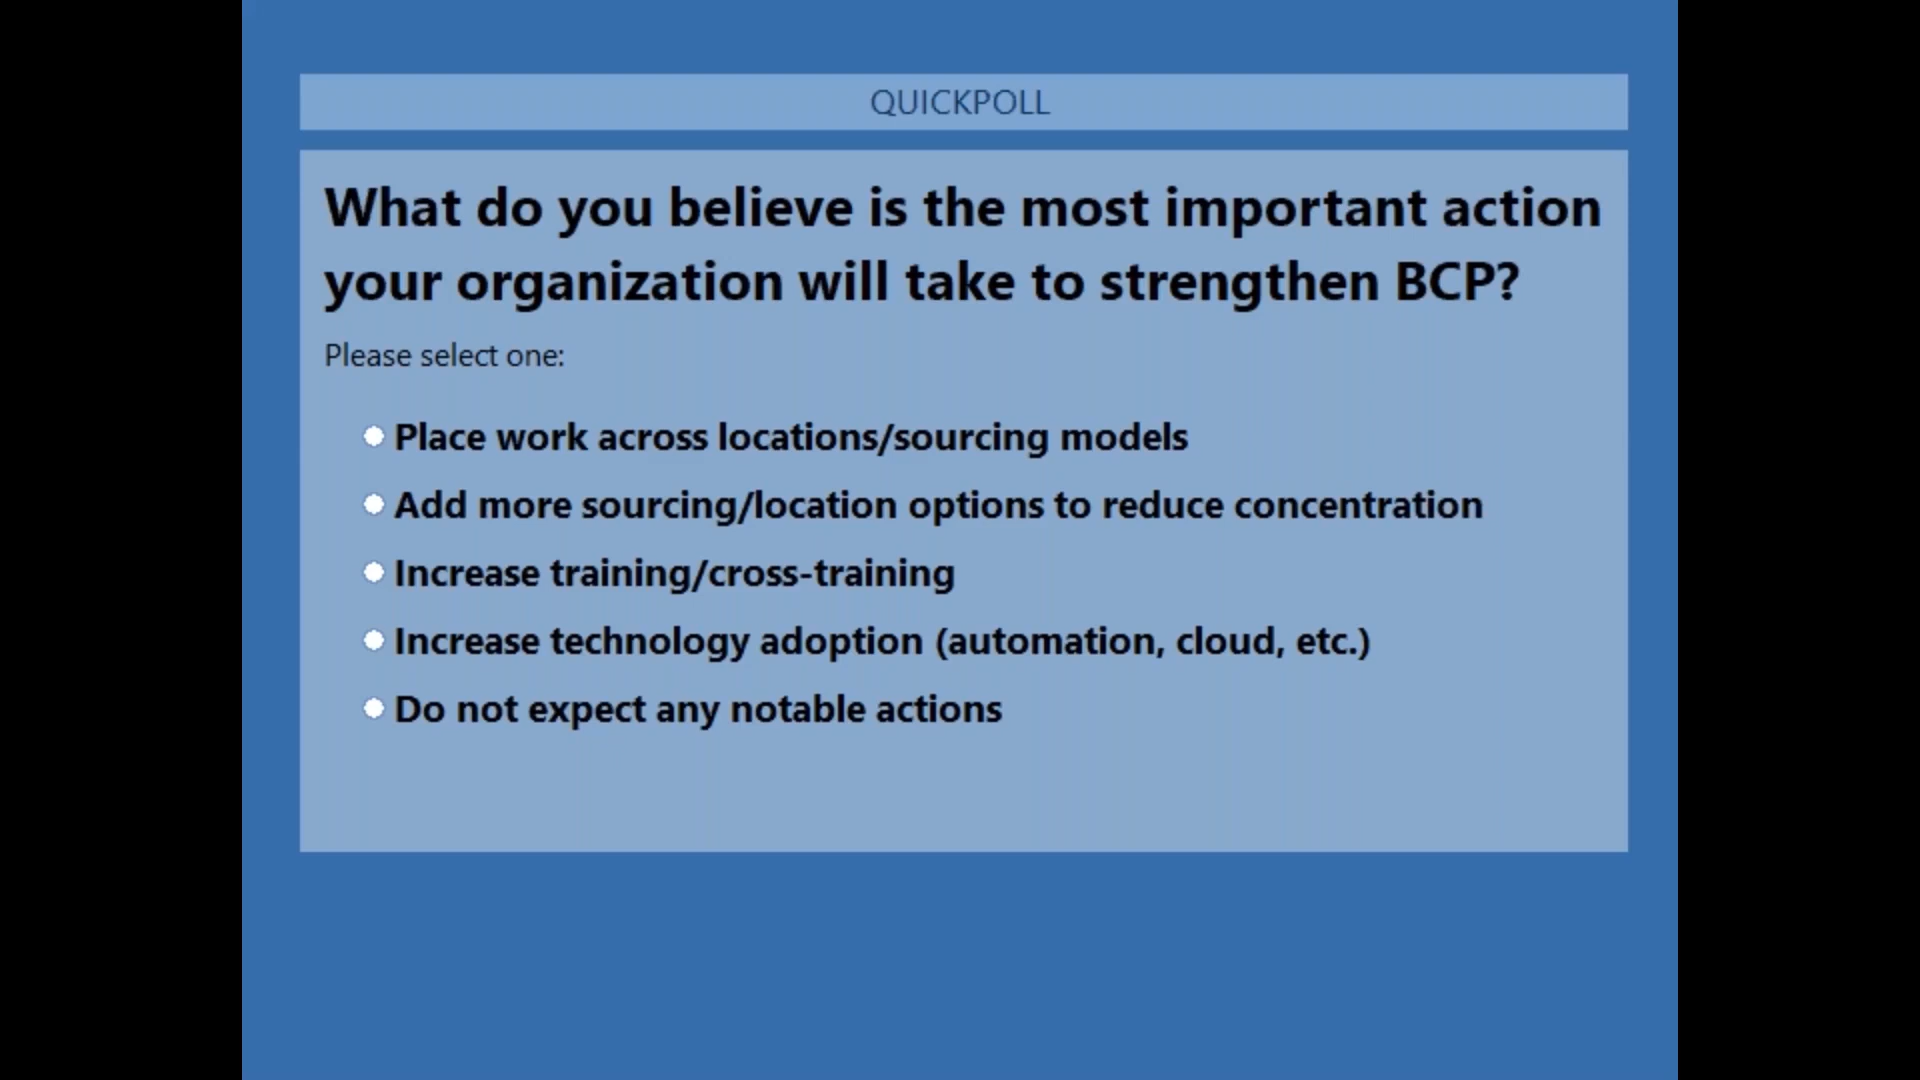 QUICKPOLL
What do you believe is the most important action
your organization will take to strengthen BCP?
Please select one:
Place work across locations/sourcing models
Add more sourcing/location options to reduce concentration
Increase training/cross-training
Increase technology adoption (automation, cloud, etc.)
Do not expect any notable actions